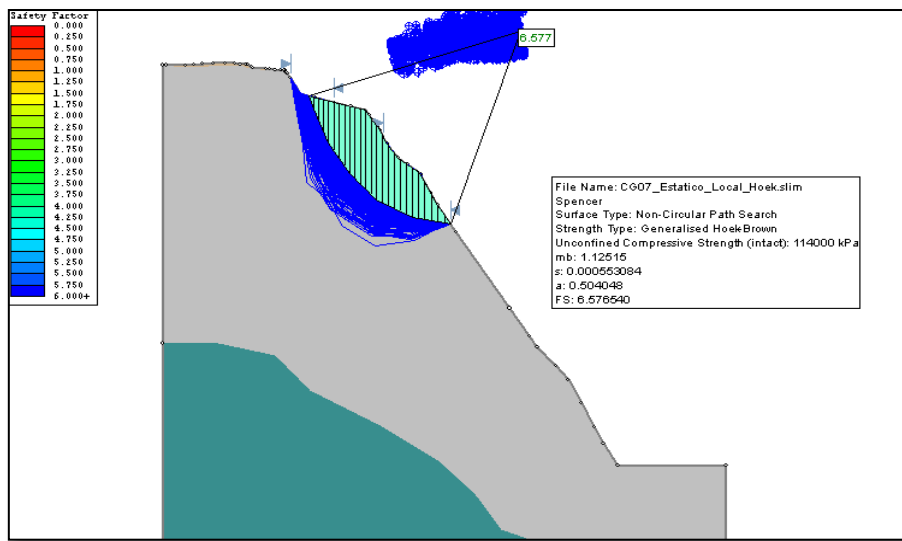 Safety Factor
0.000
0.250
0.500
0.750
1.000
1.250
1.500
1.750
2.000
2.250
2.500
2.750
3.000
3.250
3.500
3.750
4.000
4.250
4.500
4.750
5.000
5.250
5.500
5.750
6.000+
6.577
File Name: CG07_Estatico_Local_Hoek.slim
Spencer
Surface Type: Non-Circular Path Search
Strength Type: Generalised Hoek-Brown
Unconfined Compressive Strength (intact): 114000 kPa
mb: 1.12515
s: 0.000553084
a: 0.504048
FS: 6.576540